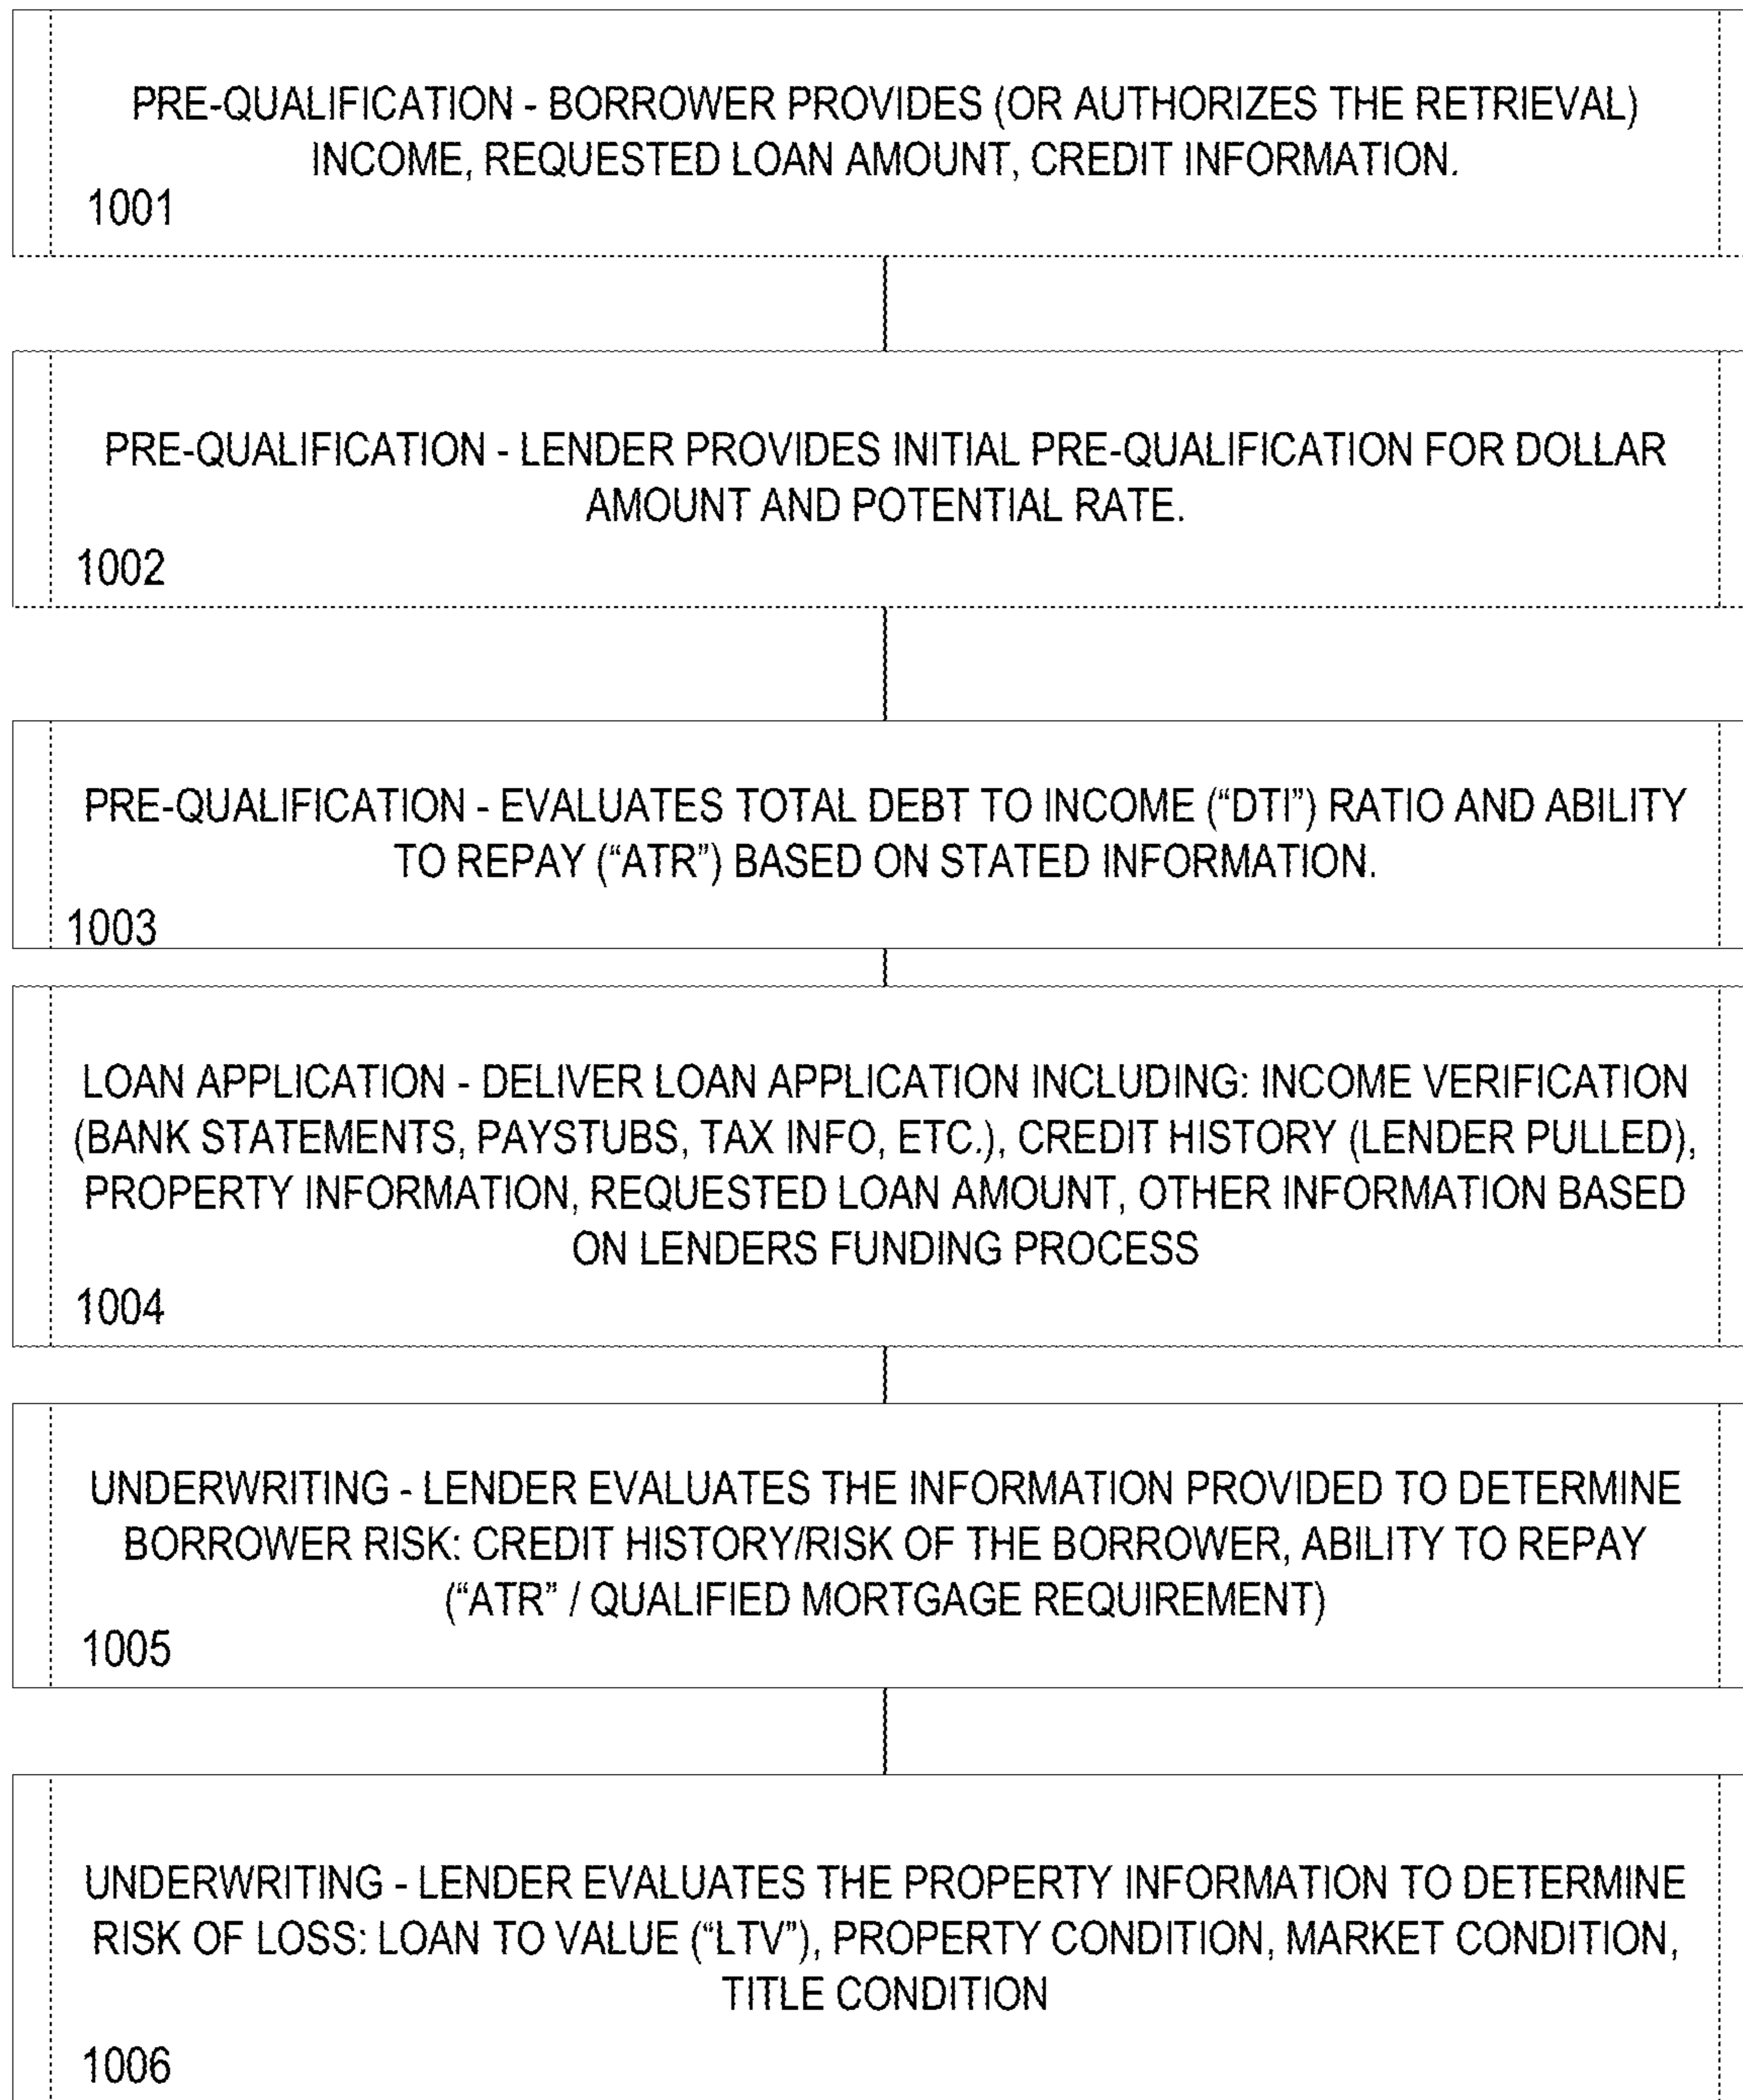 PRE-QUALIFICATION - BORROWER PROVIDES (OR AUTHORIZES THE RETRIEVAL)
INCOME, REQUESTED LOAN AMOUNT, CREDIT INFORMATION.
1001
PRE-QUALIFICATION - LENDER PROVIDES INITIAL PRE-QUALIFICATION FOR DOLLAR
AMOUNT AND POTENTIAL RATE.
1002
PRE-QUALIFICATION - EVALUATES TOTAL DEBT TO INCOME (“DTI”) RATIO AND ABILITY
TO REPAY (“ATR”) BASED ON STATED INFORMATION.
1003
LOAN APPLICATION - DELIVER LOAN APPLICATION INCLUDING: INCOME VERIFICATION
(BANK STATEMENTS, PAYSTUBS, TAX INFO, ETC.), CREDIT HISTORY (LENDER PULLED),
PROPERTY INFORMATION, REQUESTED LOAN AMOUNT, OTHER INFORMATION BASED
ON LENDERS FUNDING PROCESS
1004
UNDERWRITING - LENDER EVALUATES THE INFORMATION PROVIDED TO DETERMINE
BORROWER RISK: CREDIT HISTORY/RISK OF THE BORROWER, ABILITY TO REPAY
(“ATR” / QUALIFIED MORTGAGE REQUIREMENT)
1005
UNDERWRITING - LENDER EVALUATES THE PROPERTY INFORMATION TO DETERMINE
RISK OF LOSS: LOAN TO VALUE (“LTV”), PROPERTY CONDITION, MARKET CONDITION,
TITLE CONDITION
1006